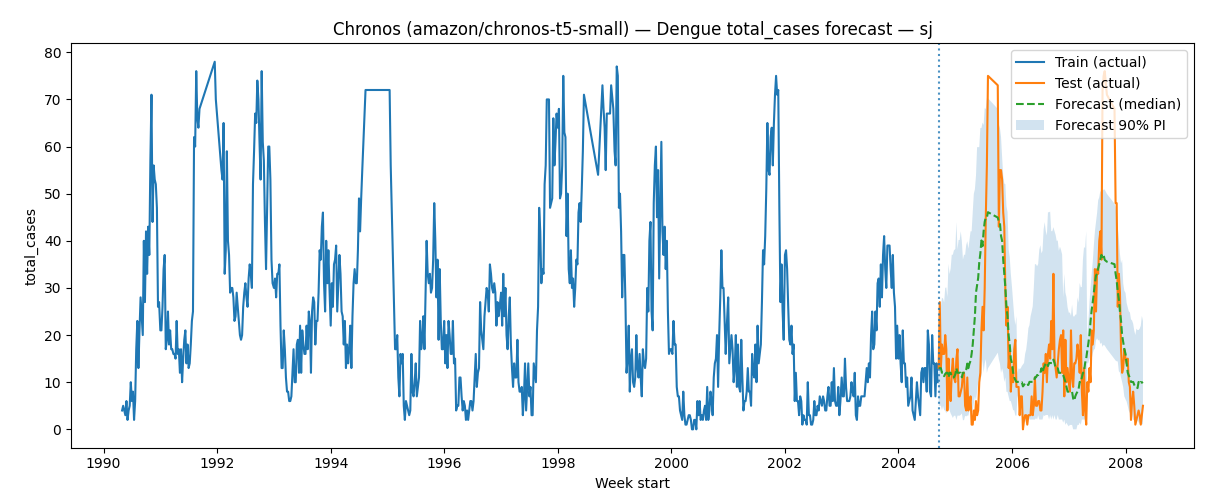 Chronos (amazon/chronos-t5-small) — Dengue total_cases forecast — sj
80
70
60
50
40
30
20
10
0
total_cases
Train (actual)
Test (actual)
Forecast (median)
Forecast 90% PI
1990
1992
1994
1996
1998
2000
2002
2004
2006
2008
Week start